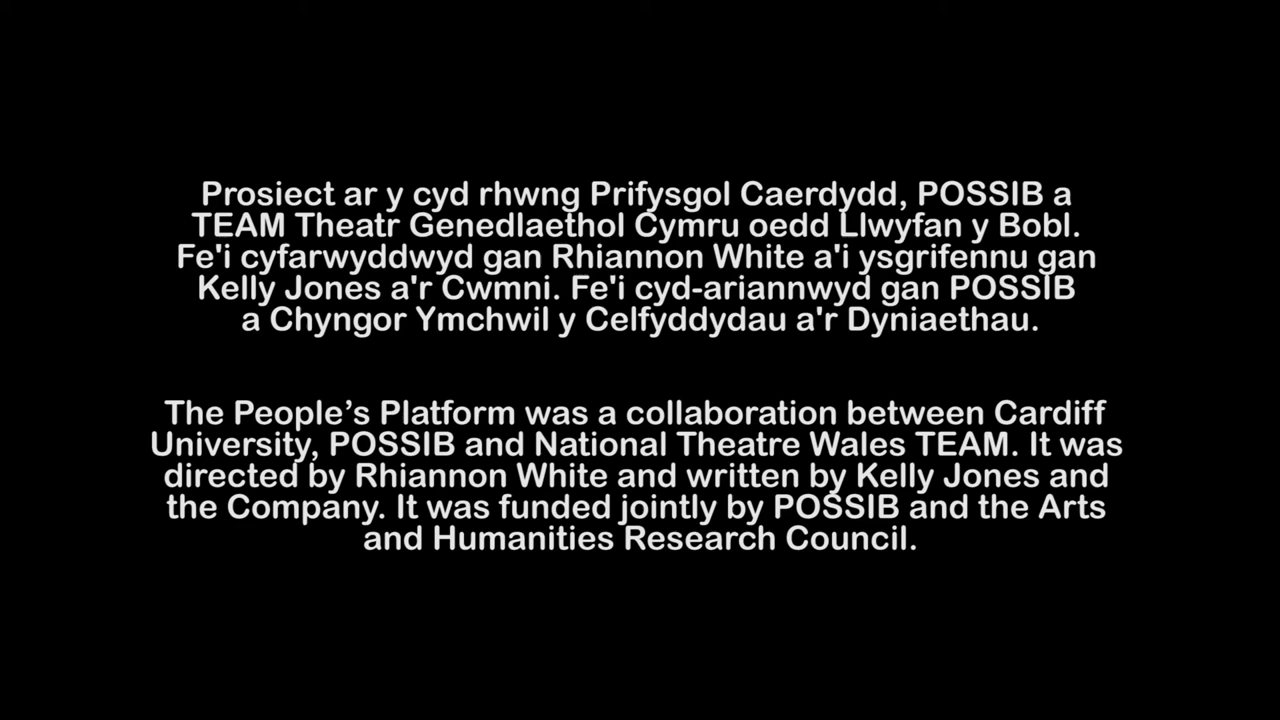 Prosiect ar y cyd rhwng Prifysgol Caerdydd, POSSIB a
TEAM Theatr Genedlaethol Cymru oedd Llwyfan y Bobl.
Fe'i cyfarwyddwyd gan Rhiannon White a'i ysgrifennu gan
Kelly Jones a'r Cwmni. Fe'i cyd-ariannwyd gan POSSIB
a Chyngor Ymchwil y Celfyddydau a'r Dyniaethau.
The People’s Platform was a collaboration between Cardiff
University, POSSIB and National Theatre Wales TEAM. It was
directed by Rhiannon White and written by Kelly Jones and
the Company. It was funded jointly by POSSIB and the Arts
and Humanities Research Council.